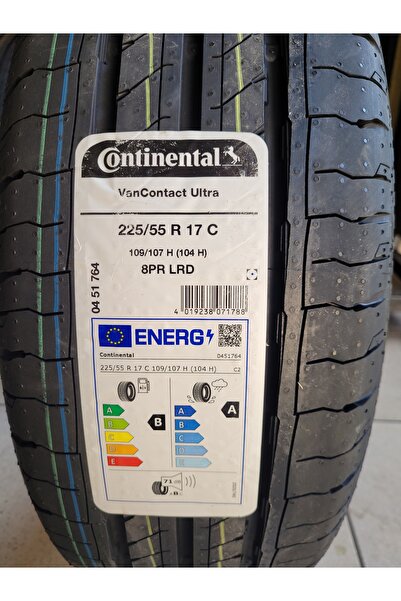 Continental
VanContact Ultra
225/55 R 17 C
109/107 H (104 H)
8PR LRD
04 51 764
4 019238 071788
ENERG
Continental
0451764
225/55 R 17 C 109/107 H (104 H)
C2
A
B
C
D
E
B
A
B
C
D
E
A
71 dB
B